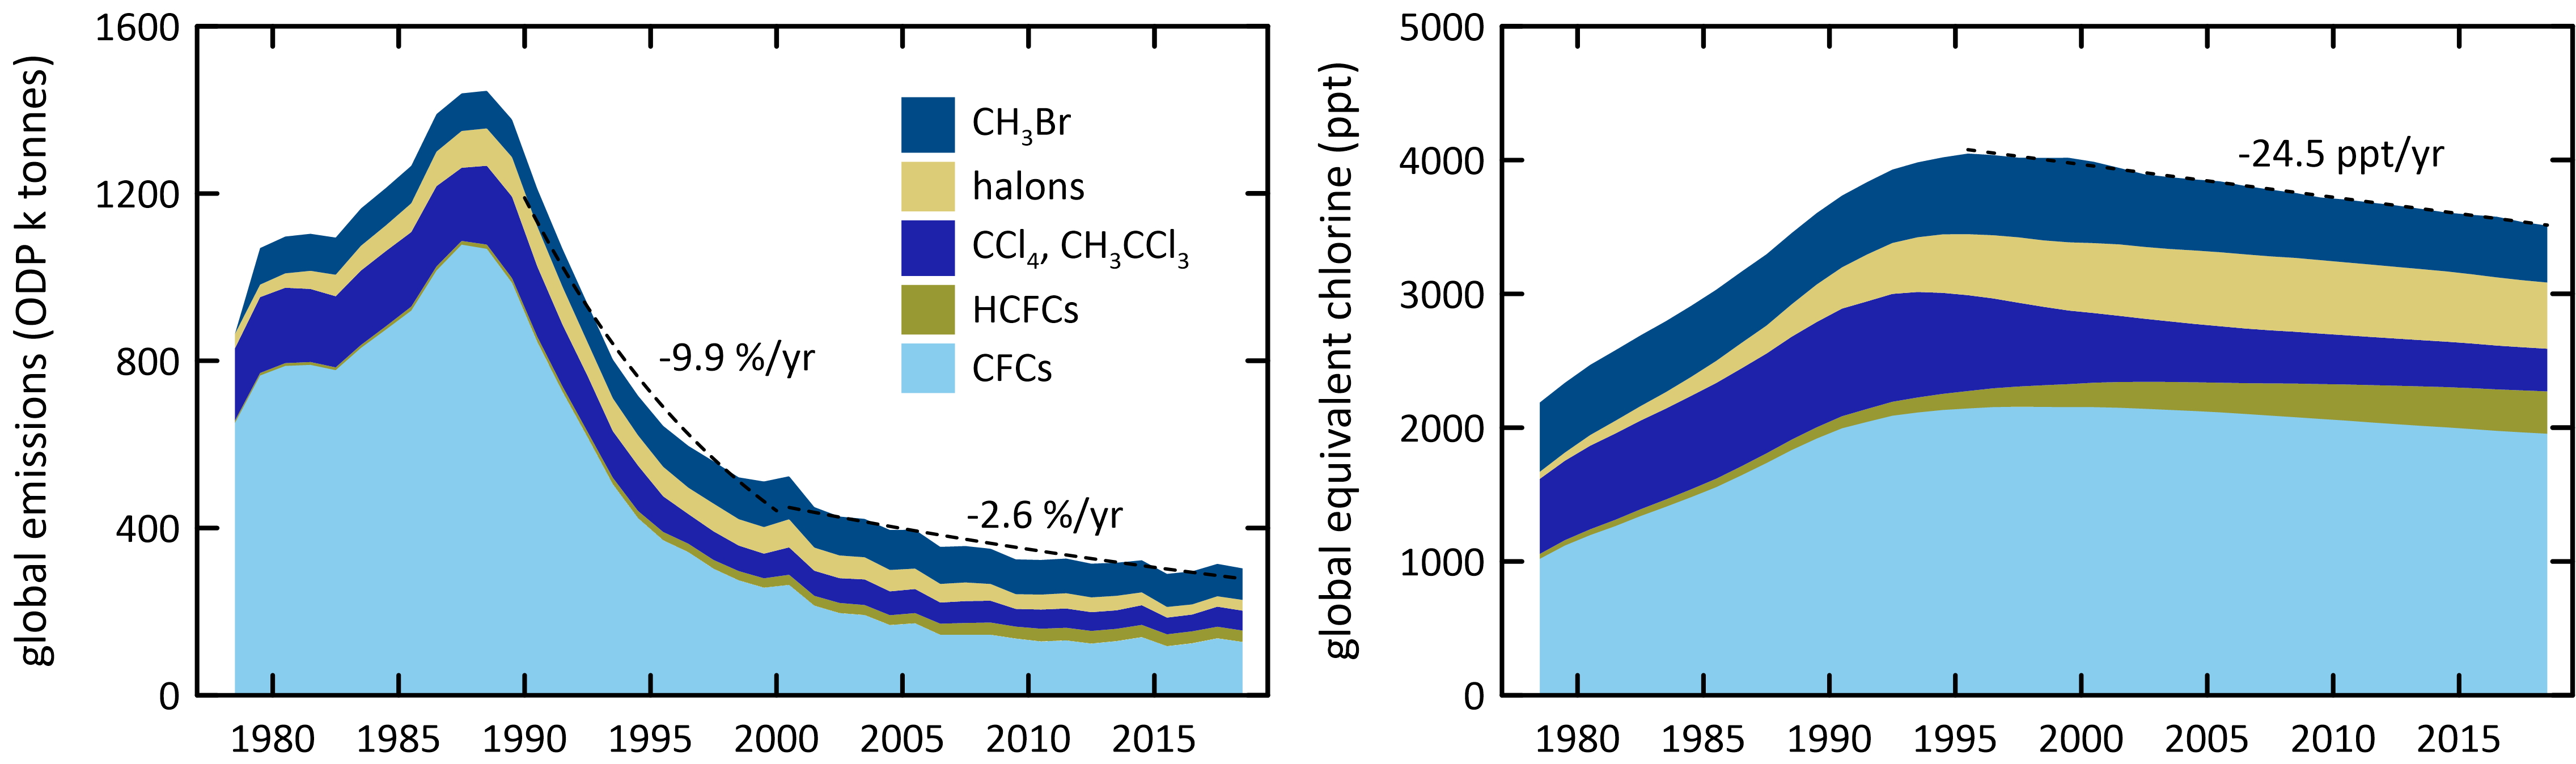 global emissions (ODP k tonnes)
1600
1200
800
400
0
CH₃Br
halons
CCl₄, CH₃CCl₃
HCFCs
CFCs
-9.9 %/yr
-2.6 %/yr
1980 1985 1990 1995 2000 2005 2010 2015
global equivalent chlorine (ppt)
5000
4000
3000
2000
1000
0
-24.5 ppt/yr
1980 1985 1990 1995 2000 2005 2010 2015